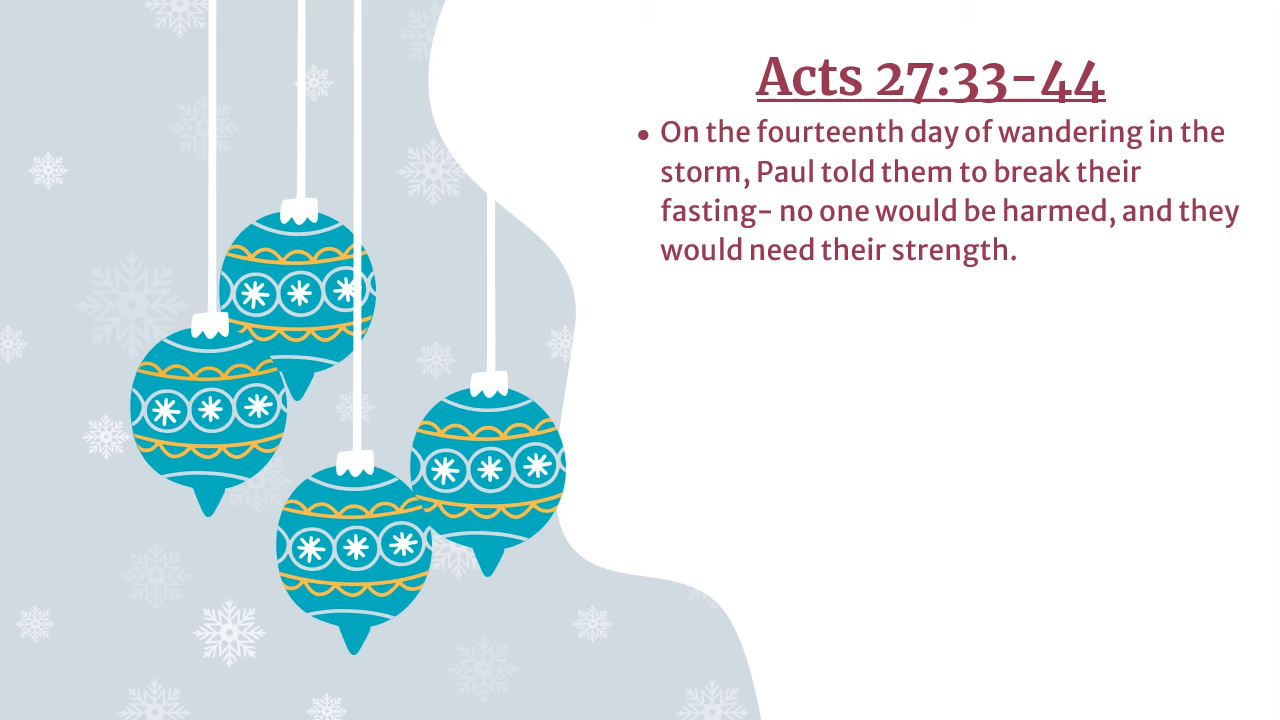 Acts 27:33-44
• On the fourteenth day of wandering in the
storm, Paul told them to break their
fasting- no one would be harmed, and they
would need their strength.